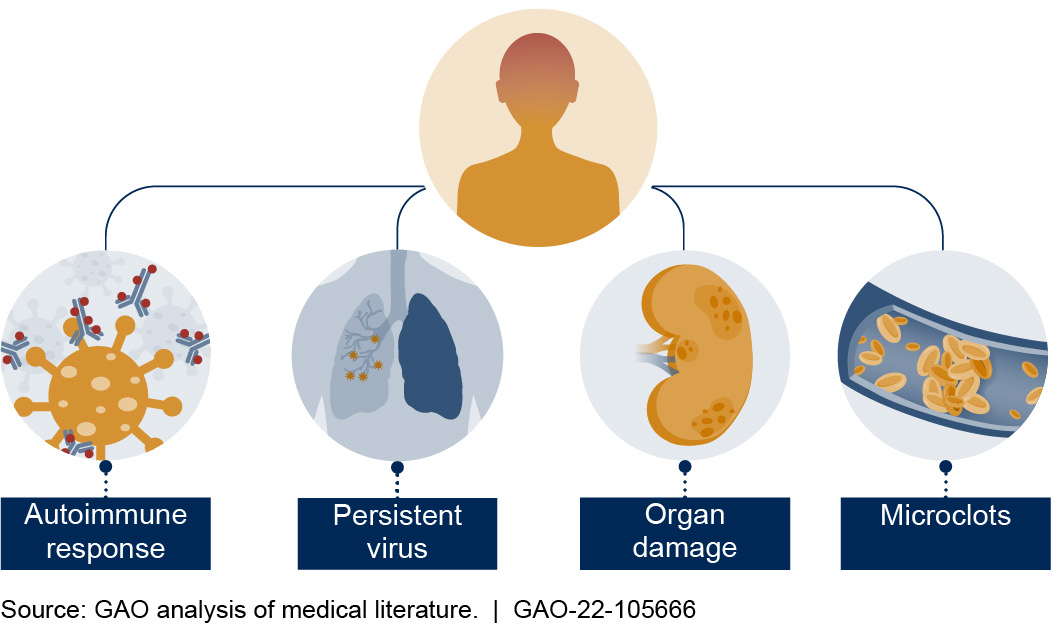 Autoimmune
response
Persistent
virus
Organ
damage
Microclots
Source: GAO analysis of medical literature.  |  GAO-22-105666